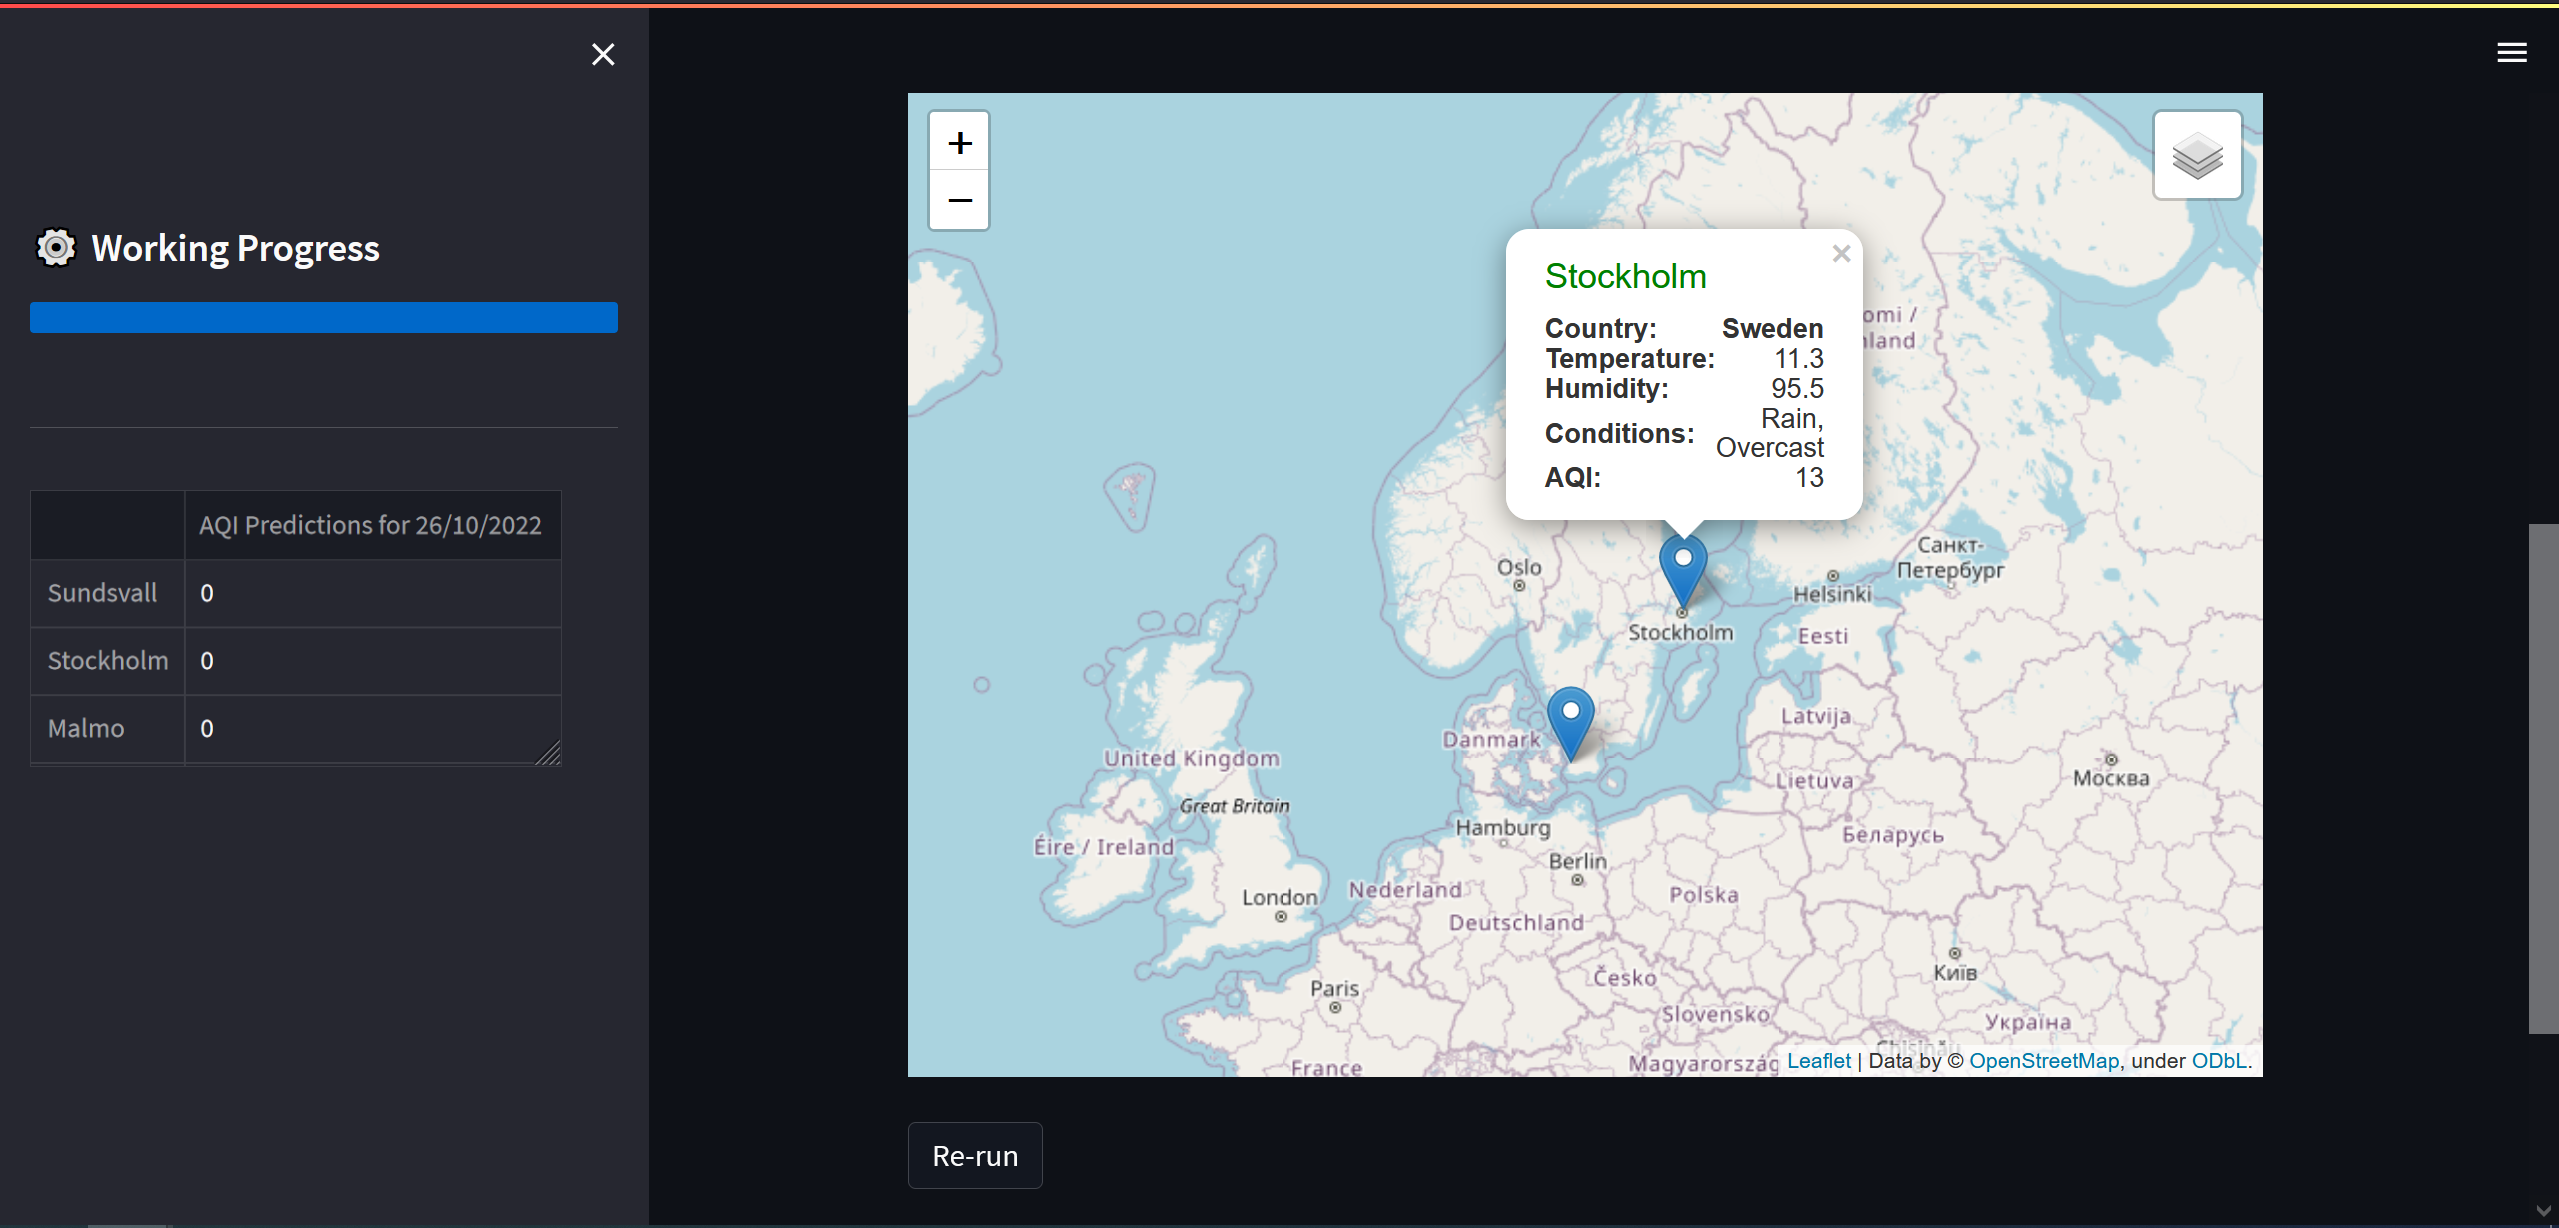 Working Progress
AQI Predictions for 26/10/2022
Sundsvall 0
Stockholm 0
Malmo 0
+
−
×
Stockholm
Country: Sweden
Temperature: 11.3
Humidity: 95.5
Conditions: Rain,
Overcast
AQI: 13
omi /
land
Oslo
Санкт-
Петербург
Helsinki
Stockholm
Eesti
Latvija
Danmark
United Kingdom
Lietuva
Москва
Great Britain
Hamburg
Беларусь
Éire / Ireland
Berlin
Nederland
London
Polska
Deutschland
Київ
Česko
Paris
Slovensko
Україна
Chișinău
Magyarország
France
Leaflet | Data by © OpenStreetMap, under ODbL.
Re-run